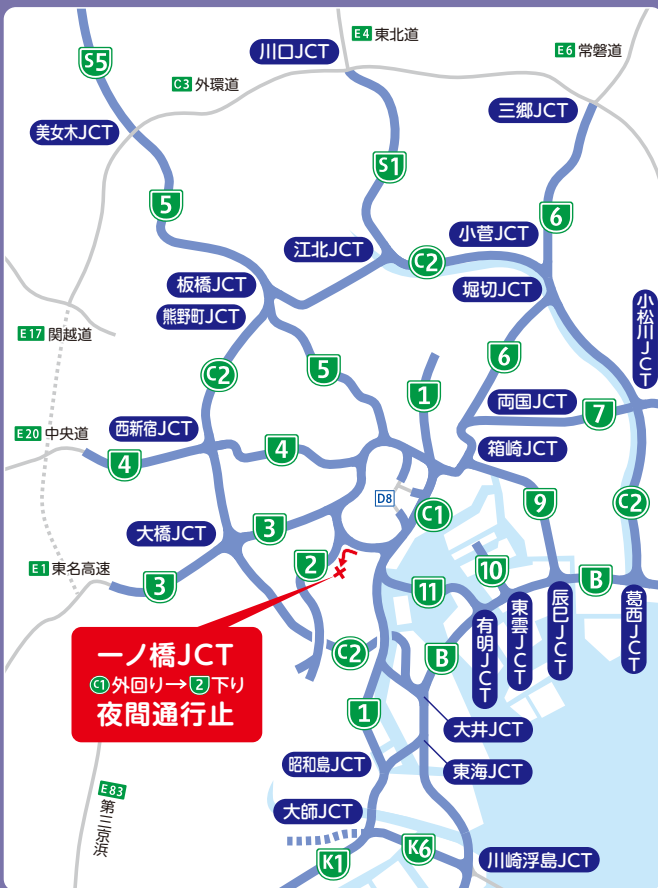 E4 東北道
川口JCT
E6 常磐道
S5
C3 外環道
三郷JCT
美女木JCT
S1
5
6
小菅JCT
江北JCT
C2
板橋JCT
堀切JCT
熊野町JCT
小松川JCT
E17 関越道
6
5
C2
1
両国JCT
7
西新宿JCT
E20 中央道
4
箱崎JCT
4
D8
9
C2
C1
3
大橋JCT
2
10
E1 東名高速
B
3
11
有明JCT
東雲JCT
辰巳JCT
葛西JCT
一ノ橋JCT
C1外回り→2下り
夜間通行止
C2
B
1
大井JCT
昭和島JCT
東海JCT
E83 第三京浜
大師JCT
K1
K6
川崎浮島JCT